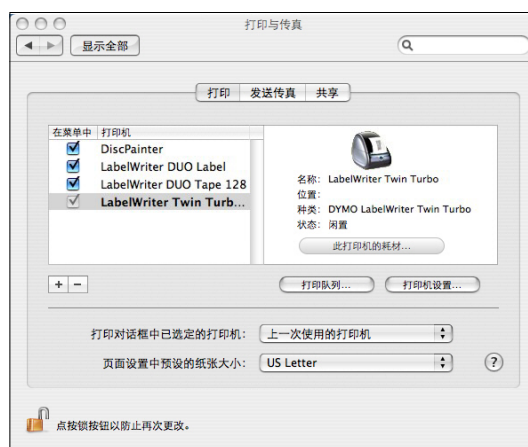 打印与传真
显示全部
打印 发送传真 共享
在菜单中 打印机
DiscPainter
LabelWriter DUO Label
LabelWriter DUO Tape 128
LabelWriter Twin Turb...
名称: LabelWriter Twin Turbo
位置:
种类: DYMO LabelWriter Twin Turbo
状态: 闲置
此打印机的耗材...
+ −
打印队列... 打印机设置...
打印对话框中已选定的打印机: 上一次使用的打印机
页面设置中预设的纸张大小: US Letter
?
点按锁按钮以防止再次更改。